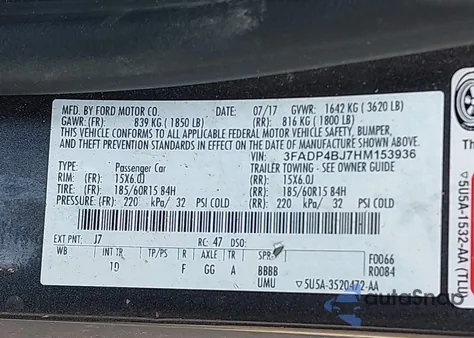 MFD. BY FORD MOTOR CO.
DATE: 07/17 GVWR: 1642 KG ( 3620 LB)
GAWR: (FR): 839 KG ( 1850 LB) (RR): 816 KG ( 1800 LB)
THIS VEHICLE CONFORMS TO ALL APPLICABLE FEDERAL MOTOR VEHICLE SAFETY, BUMPER,
AND THEFT PREVENTION STANDARDS IN EFFECT ON THE DATE OF MANUFACTURE SHOWN ABOVE.
VIN: 3FADP4BJ7HM153936
TYPE: Passenger Car TRAILER TOWING - SEE OWNER GUIDE
RIM: 15X6.0J 15X6.0J
TIRE: 185/60R15 84H 185/60R15 84H
PRESSURE: (FR) 220 kPa/ 32 PSI COLD (RR) 220 kPa/ 32 PSI COLD
EXT PNT: J7 RC: 47 DSO:
WB INT TR TP/PS R AXLE TR SPR F0066
F GG A BBBB R0084
UMU ▽5U5A-3520472-AA
▽5U5A-1532-AA (TLU
Th
autoSnap